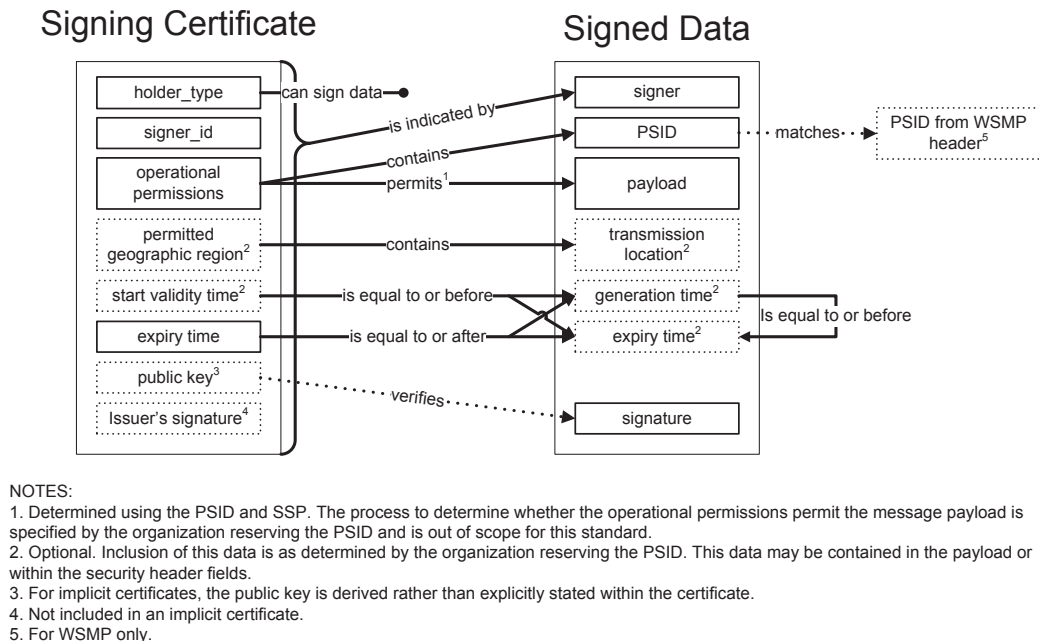 Signing Certificate
Signed Data
holder_type
can sign data
signer
signer_id
is indicated by
PSID
matches
PSID from WSMP
header5
operational
permissions
contains
permits1
payload
permitted
geographic region2
contains
transmission
location2
start validity time2
is equal to or before
generation time2
Is equal to or before
expiry time
is equal to or after
expiry time2
public key3
verifies
Issuer's signature4
signature
NOTES:
1. Determined using the PSID and SSP. The process to determine whether the operational permissions permit the message payload is
specified by the organization reserving the PSID and is out of scope for this standard.
2. Optional. Inclusion of this data is as determined by the organization reserving the PSID. This data may be contained in the payload or
within the security header fields.
3. For implicit certificates, the public key is derived rather than explicitly stated within the certificate.
4. Not included in an implicit certificate.
5. For WSMP only.